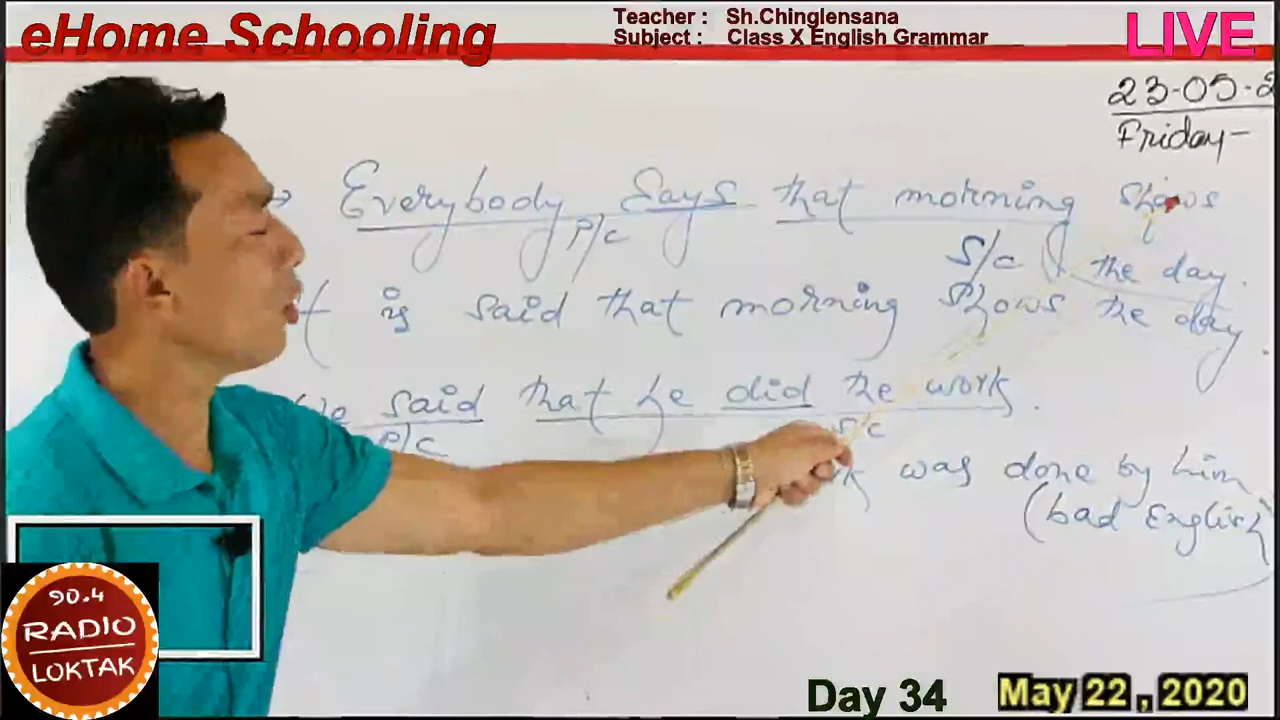 eHome Schooling
Teacher : Sh.Chinglensana
Subject : Class X English Grammar
LIVE
23-05-2
Friday-
→ Everybody says that morning shows
P/c
S/c the day.
is said that morning shows the day.
said that he did the work.
P/c
S/c
was done by him
(bad English)
90.4
RADIO
LOKTAK
Day 34
May 22 , 2020